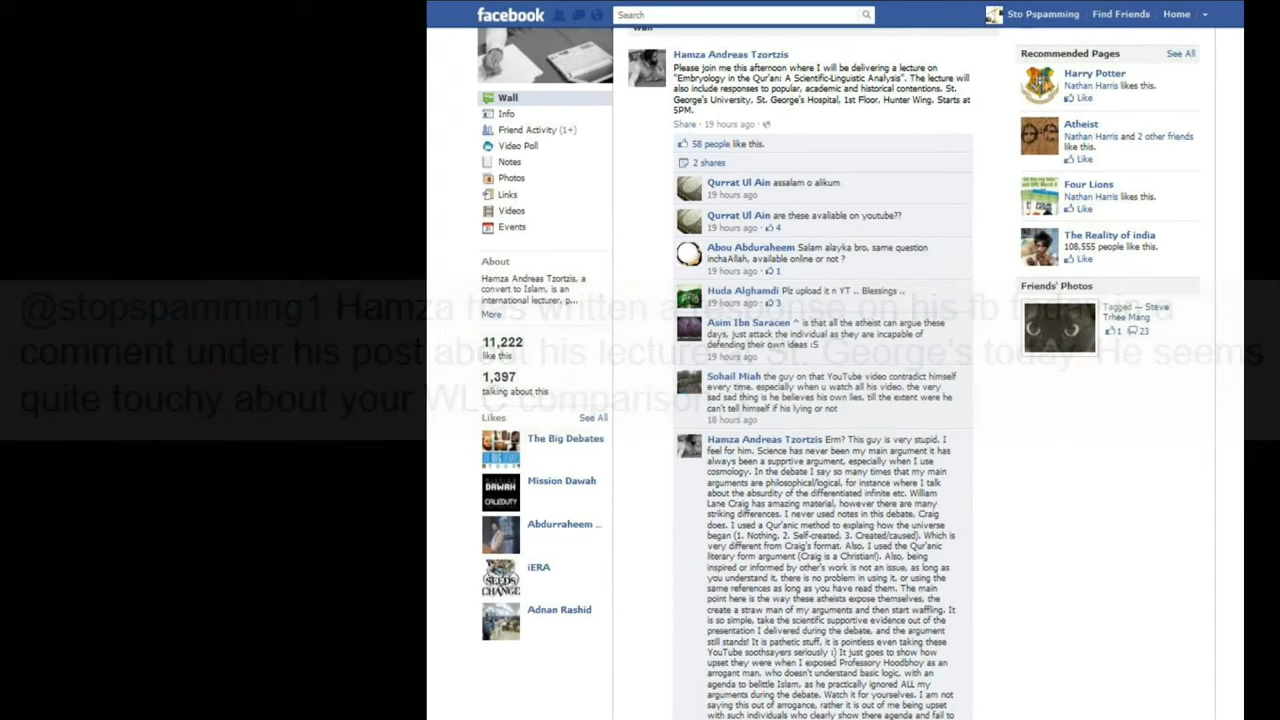 facebook
Search
Sto Pspamming
Find Friends
Home
Wall
Info
Friend Activity (1+)
Video Poll
Notes
Photos
Links
Videos
Events
About
Hamza Andreas Tzortzis, a
convert to Islam, is an
international lecturer, p...
More
11,222
like this
1,397
talking about this
Likes
See All
The Big Debates
Mission Dawah
Abdurraheem ...
iERA
Adnan Rashid
Wall
Hamza Andreas Tzortzis
Please join me this afternoon where I will be delivering a lecture on
"Embryology in the Qur'an: A Scientific-Linguistic Analysis". The lecture will
also include responses to popular, academic and historical contentions. St.
George's University, St. George's Hospital, 1st Floor, Hunter Wing. Starts at
5PM.
Share · 19 hours ago ·
58 people like this.
2 shares
Qurrat Ul Ain assalam o alikum
19 hours ago
Qurrat Ul Ain are these avaliable on youtube??
19 hours ago · 4
Abou Abduraheem Salam alayka bro, same question
inchaAllah, available online or not ?
19 hours ago · 1
Huda Alghamdi Plz upload it n YT .. Blessings ..
19 hours ago · 3
Asim Ibn Saracen ^ is that all the atheist can argue these
days, just attack the individual as they are incapable of
defending their own ideas :S
19 hours ago
Sohail Miah the guy on that YouTube video contradict himself
every time. especially when u watch all his video. the very
sad sad thing is he believes his own lies. till the extent were he
can't tell himself if his lying or not
18 hours ago
Hamza Andreas Tzortzis Erm? This guy is very stupid. I
feel for him. Science has never been my main argument it has
always been a supprtive argument, especially when I use
cosmology. In the debate I say so many times that my main
arguments are philosophical/logical, for instance where I talk
about the absurdity of the differentiated infinite etc. William
Lane Craig has amazing material, however there are many
striking differences. I never used notes in this debate, Craig
does. I used a Qur'anic method to explaing how the universe
began (1. Nothing, 2. Self-created, 3. Created/caused). Which is
very different from Craig's format. Also, I used the Qur'anic
literary form argument (Craig is a Christian!). Also, being
inspired or informed by other's work is not an issue, as long as
you understand it, there is no problem in using it, or using the
same references as long as you have read them. The main
point here is the way these atheists expose themselves, the
create a straw man of my arguments and then start waffling. It
is so simple, take the scientific supportive evidence out of the
presentation I delivered during the debate, and the argument
still stands! It is pathetic stuff, it is pointless even taking these
YouTube soothsayers seriously :) It just goes to show how
upset they were when I exposed Professory Hoodbhoy as an
arrogant man, who doesn't understand basic logic, with an
agenda to belittle Islam, as he practically ignored ALL my
arguments during the debate. Watch it for yourselves. I am not
saying this out of arrogance, rather it is out of me being upset
with such individuals who clearly show there agenda and fail to
Recommended Pages
See All
Harry Potter
Nathan Harris likes this.
Like
Atheist
Nathan Harris and 2 other friends
like this.
Like
Four Lions
Nathan Harris likes this.
Like
The Reality of india
108,555 people like this.
Like
Friends' Photos
Tagged — Steve
Trhee Mang
1 23
@stopspamming1 Hamza has written a response on his fb today in a
comment under his post about his lecture at St. George's today. He seems
quite touchy about your WLC comparison